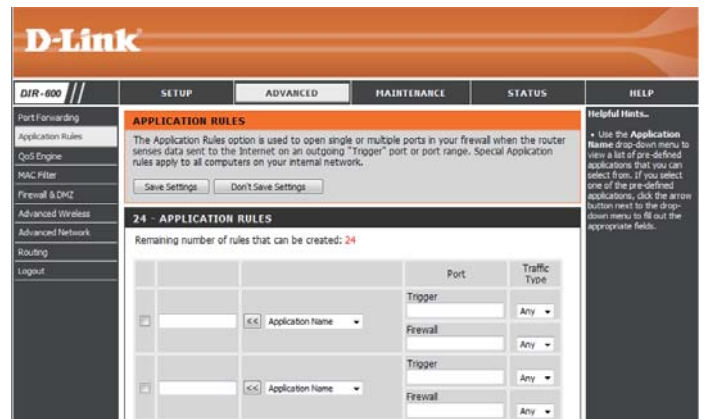 D-Link
DIR-600
SETUP
ADVANCED
MAINTENANCE
STATUS
HELP
Port Forwarding
Application Rules
QoS Engine
MAC Filter
Firewall & DMZ
Advanced Wireless
Advanced Network
Routing
Logout
APPLICATION RULES
The Application Rules option is used to open single or multiple ports in your firewall when the router
senses data sent to the Internet on an outgoing "Trigger" port or port range. Special Application
rules apply to all computers on your internal network.
Save Settings
Don't Save Settings
24 - APPLICATION RULES
Remaining number of rules that can be created: 24
Port
Traffic
Type
Trigger
<<
Application Name
Any
Firewall
Any
Trigger
<<
Application Name
Any
Firewall
Any
Helpful Hints..
• Use the Application
Name drop-down menu to
view a list of pre-defined
applications that you can
select from. If you select
one of the pre-defined
applications, click the arrow
button next to the drop-
down menu to fill out the
appropriate fields.